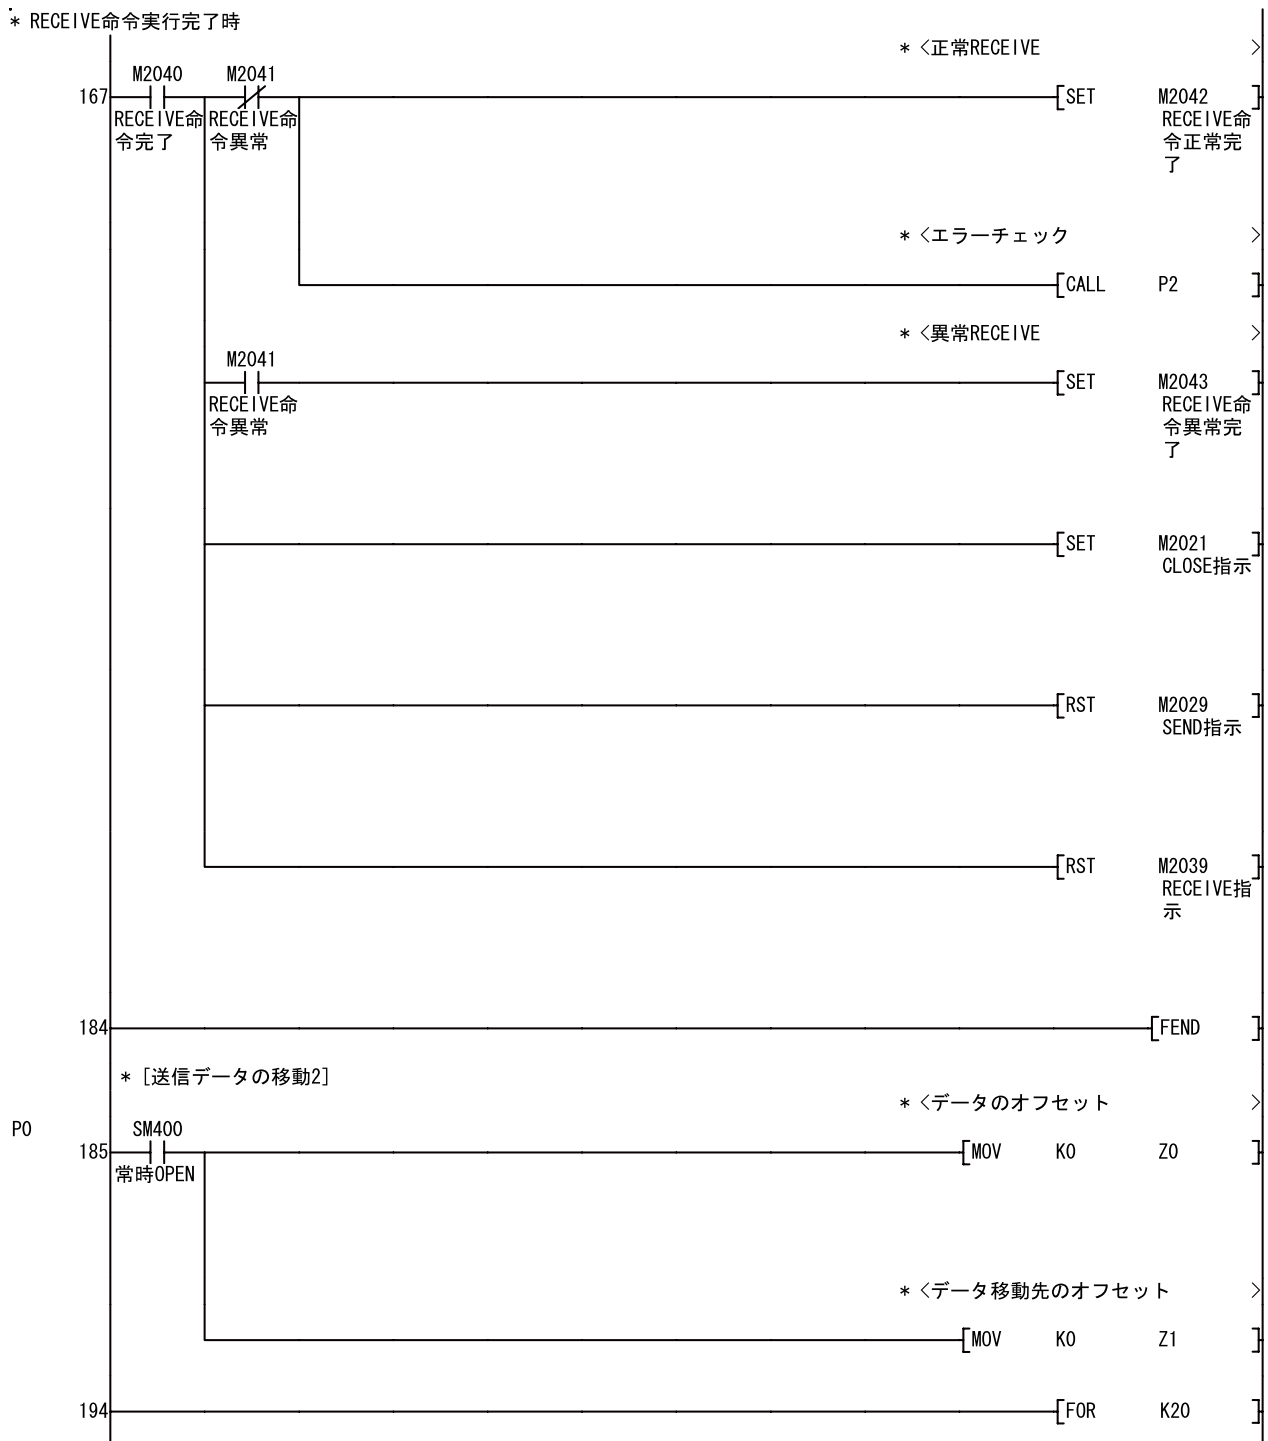 * RECEIVE命令実行完了時
* <正常RECEIVE >
M2040 M2041
167 [SET M2042 ]
RECEIVE命 RECEIVE命 RECEIVE命
令完了 令異常 令正常完
了
* <エラーチェック >
[CALL P2 ]
* <異常RECEIVE >
M2041
[SET M2043 ]
RECEIVE命 RECEIVE命
令異常 令異常完
了
[SET M2021 ]
CLOSE指示
[RST M2029 ]
SEND指示
[RST M2039 ]
RECEIVE指
示
184 [FEND ]
* [送信データの移動2]
* <データのオフセット >
P0 SM400
185 [MOV K0 Z0 ]
常時OPEN
* <データ移動先のオフセット >
[MOV K0 Z1 ]
194 [FOR K20 ]